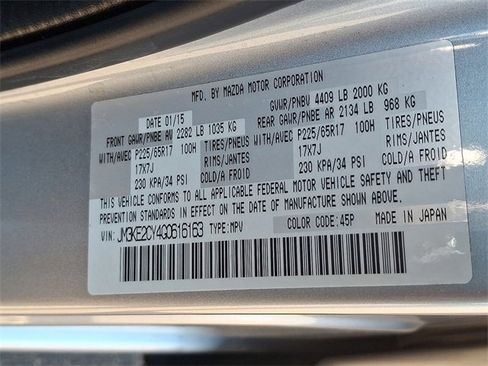 MFD. BY MAZDA MOTOR CORPORATION
DATE 01/15 GVWR/PNBV 4409 LB 2000 KG
FRONT GAWR/PNBE AV 2282 LB 1035 KG REAR GAWR/PNBE AR 2134 LB 968 KG
WITH/AVEC P225/65R17 100H TIRES/PNEUS WITH/AVEC P225/65R17 100H TIRES/PNEUS
17X7J RIMS/JANTES 17X7J RIMS/JANTES
230 KPA/34 PSI COLD/A FROID 230 KPA/34 PSI COLD/A FROID
THIS VEHICLE CONFORMS TO ALL APPLICABLE FEDERAL MOTOR VEHICLE SAFETY AND THEFT
PREVENTION STANDARDS IN EFFECT ON THE DATE OF MANUFACTURE SHOWN ABOVE.
VIN: JM3KE2CY4G0616163 TYPE: MPV COLOR CODE: 45P MADE IN JAPAN